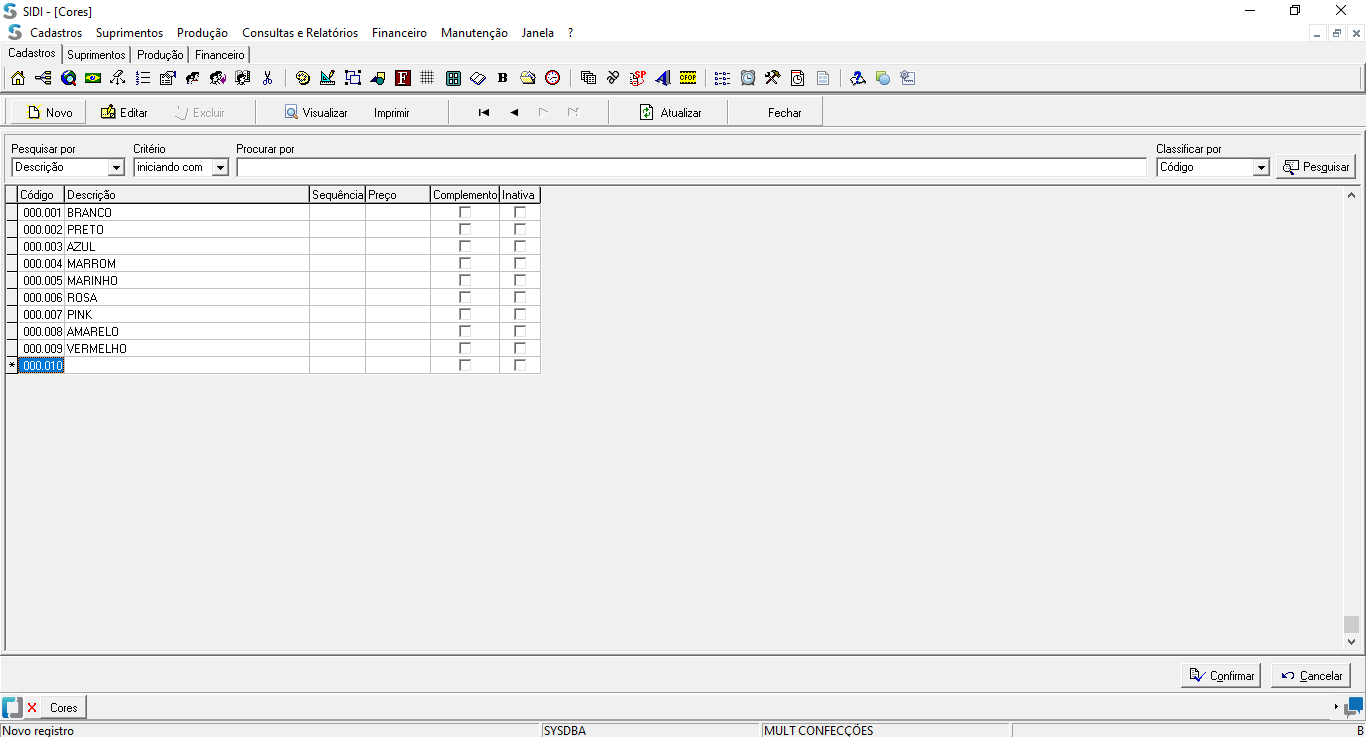 SIDI - [Cores]
Cadastros Suprimentos Produção Consultas e Relatórios Financeiro Manutenção Janela ?
Cadastros Suprimentos Produção Financeiro
F B SP CFOP
Novo Editar Excluir Visualizar Imprimir Atualizar Fechar
Pesquisar por Critério Procurar por Classificar por
Descrição iniciando com Código Pesquisar
Código Descrição Sequência Preço Complemento Inativa
000.001 BRANCO
000.002 PRETO
000.003 AZUL
000.004 MARROM
000.005 MARINHO
000.006 ROSA
000.007 PINK
000.008 AMARELO
000.009 VERMELHO
* 000.010
Confirmar Cancelar
Cores
Novo registro SYSDBA MULT CONFECÇÕES B